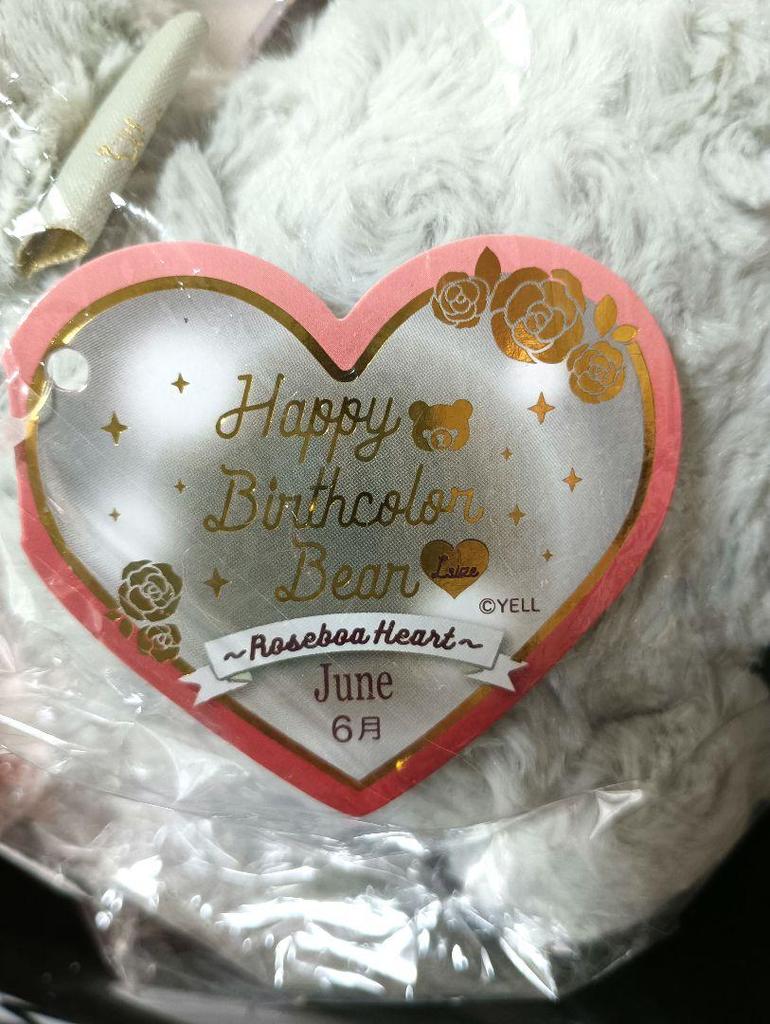 Happy
Birthcolor
Bear
L size
©YELL
~Roseboa Heart~
June
6月